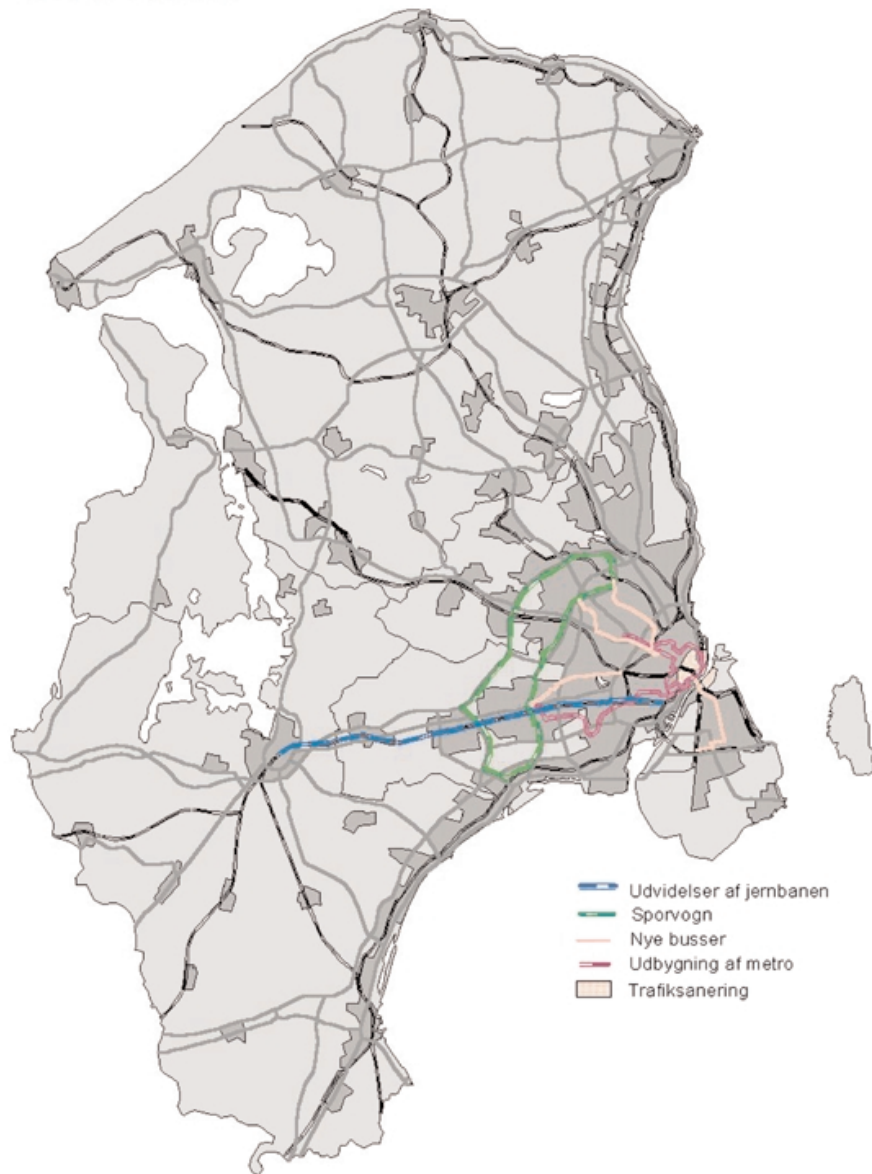 Udvidelser af jernbanen
Sporvogn
Nye busser
Udbygning af metro
Trafiksanering